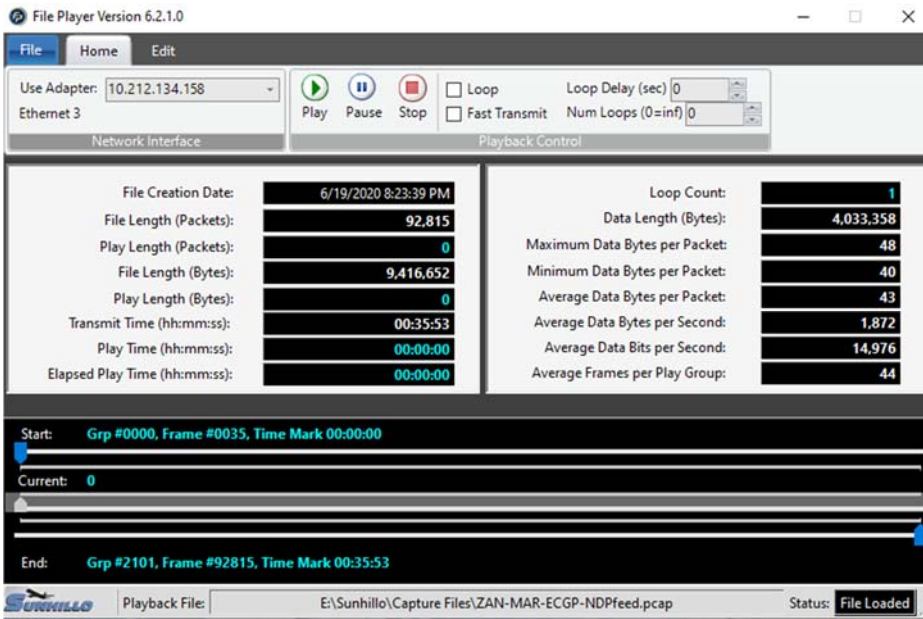 File Player Version 6.2.1.0
File Home Edit
Use Adapter: 10.212.134.158
Ethernet 3
Network Interface
Play Pause Stop
Loop Loop Delay (sec) 0
Fast Transmit Num Loops (0=inf) 0
Playback Control
File Creation Date: 6/19/2020 8:23:39 PM
File Length (Packets): 92,815
Play Length (Packets): 0
File Length (Bytes): 9,416,652
Play Length (Bytes): 0
Transmit Time (hh:mm:ss): 00:35:53
Play Time (hh:mm:ss): 00:00:00
Elapsed Play Time (hh:mm:ss): 00:00:00
Loop Count: 1
Data Length (Bytes): 4,033,358
Maximum Data Bytes per Packet: 48
Minimum Data Bytes per Packet: 40
Average Data Bytes per Packet: 43
Average Data Bytes per Second: 1,872
Average Data Bits per Second: 14,976
Average Frames per Play Group: 44
Start: Grp #0000, Frame #0035, Time Mark 00:00:00
Current: 0
End: Grp #2101, Frame #92815, Time Mark 00:35:53
SUNHILLO Playback File: E:\Sunhillo\Capture Files\ZAN-MAR-ECGP-NDPfeed.pcap Status: File Loaded